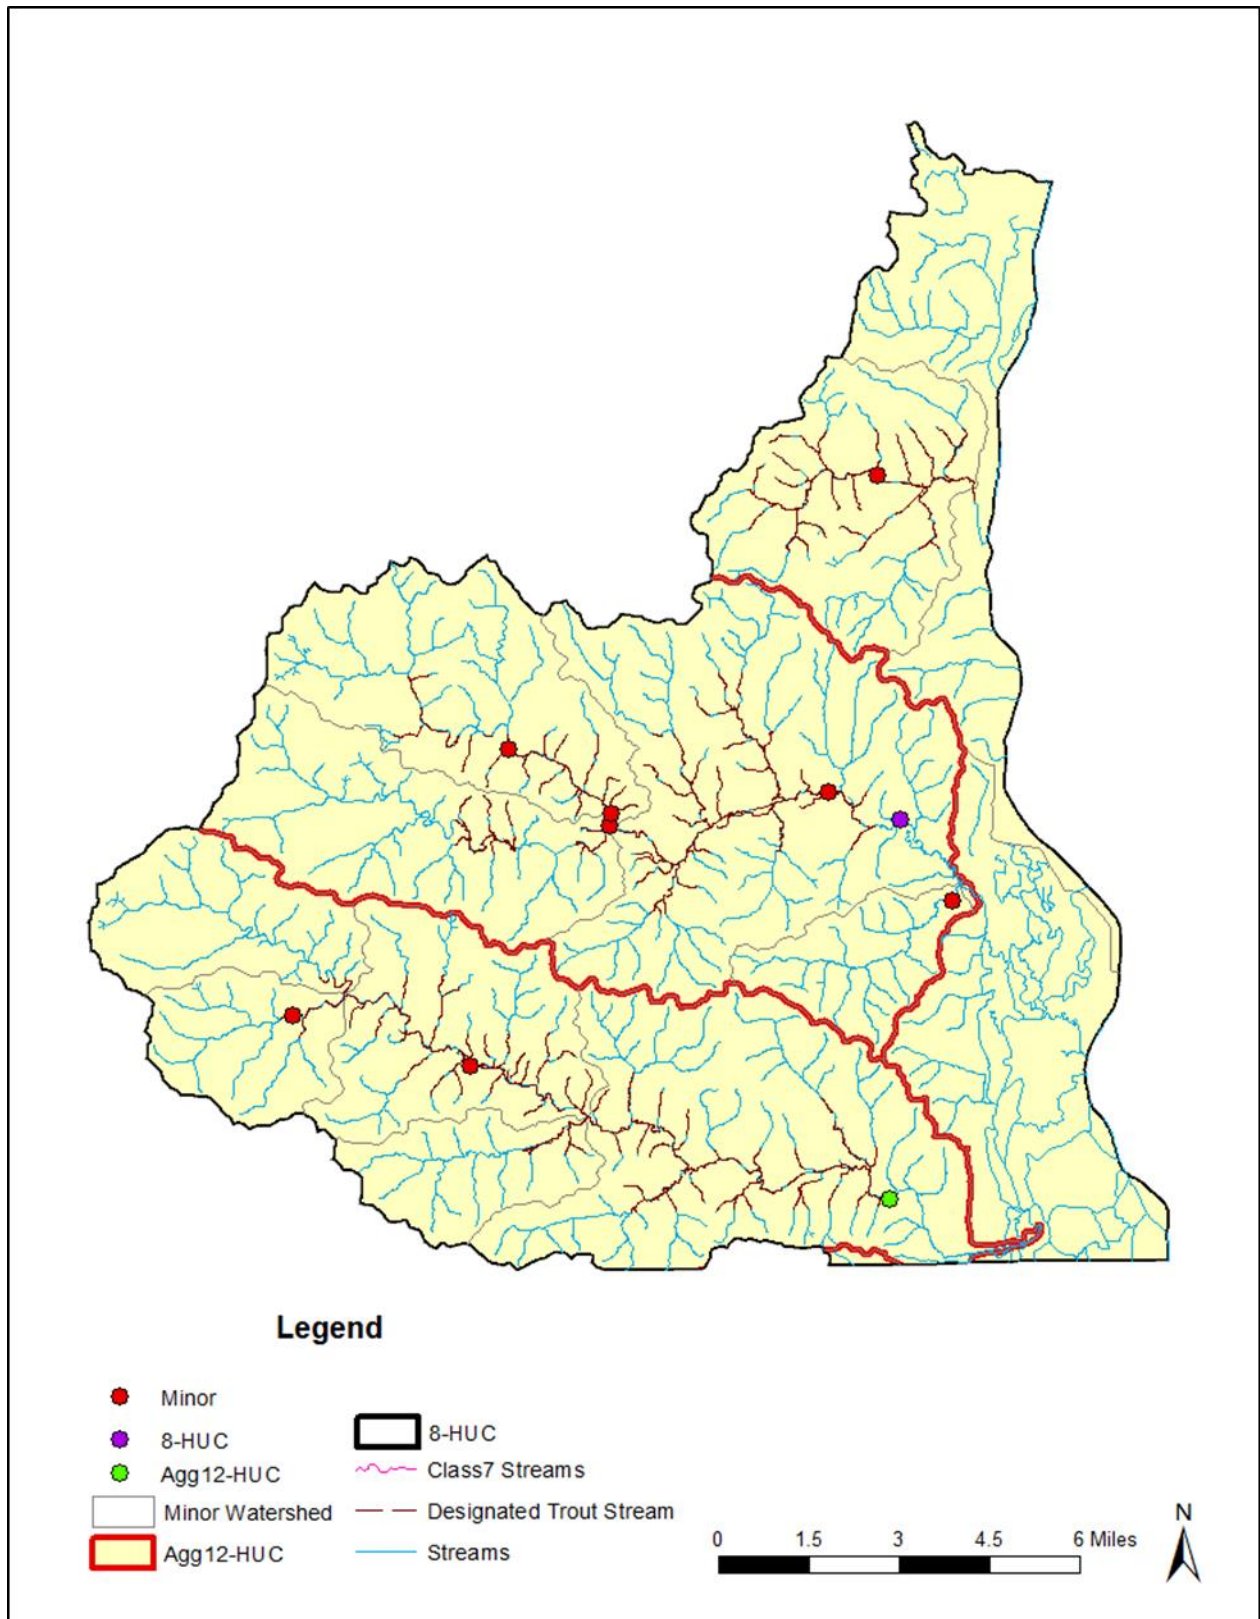 Legend
Minor
8-HUC
Agg12-HUC
Minor Watershed
Agg12-HUC
8-HUC
Class7 Streams
Designated Trout Stream
Streams
0 1.5 3 4.5 6 Miles
N